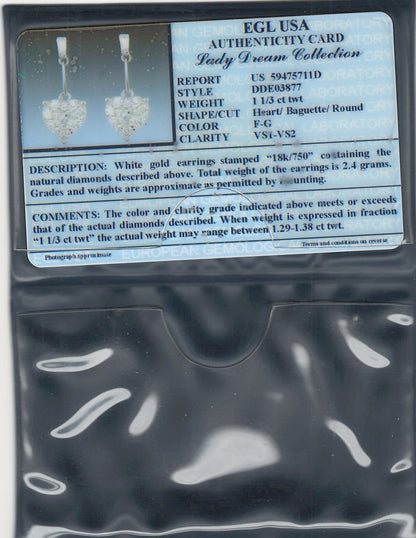 EGL USA
AUTHENTICITY CARD
Lady Dream Collection
REPORT US 59475711D
STYLE DDE03877
WEIGHT 1 1/3 ct twt
SHAPE/CUT Heart/ Baguette/ Round
COLOR F-G
CLARITY VS1-VS2
DESCRIPTION: White gold earrings stamped "18k/750" containing the
natural diamonds described above. Total weight of the earrings is 2.4 grams.
Grades and weights are approximate as permitted by mounting.
COMMENTS: The color and clarity grade indicated above meets or exceeds
that of the actual diamonds described. When weight is expressed in fraction
"1 1/3 ct twt" the actual weight may range between 1.29-1.38 ct twt.
Photograph approximate
Terms and conditions on reverse
EUROPEAN GEMOLOG